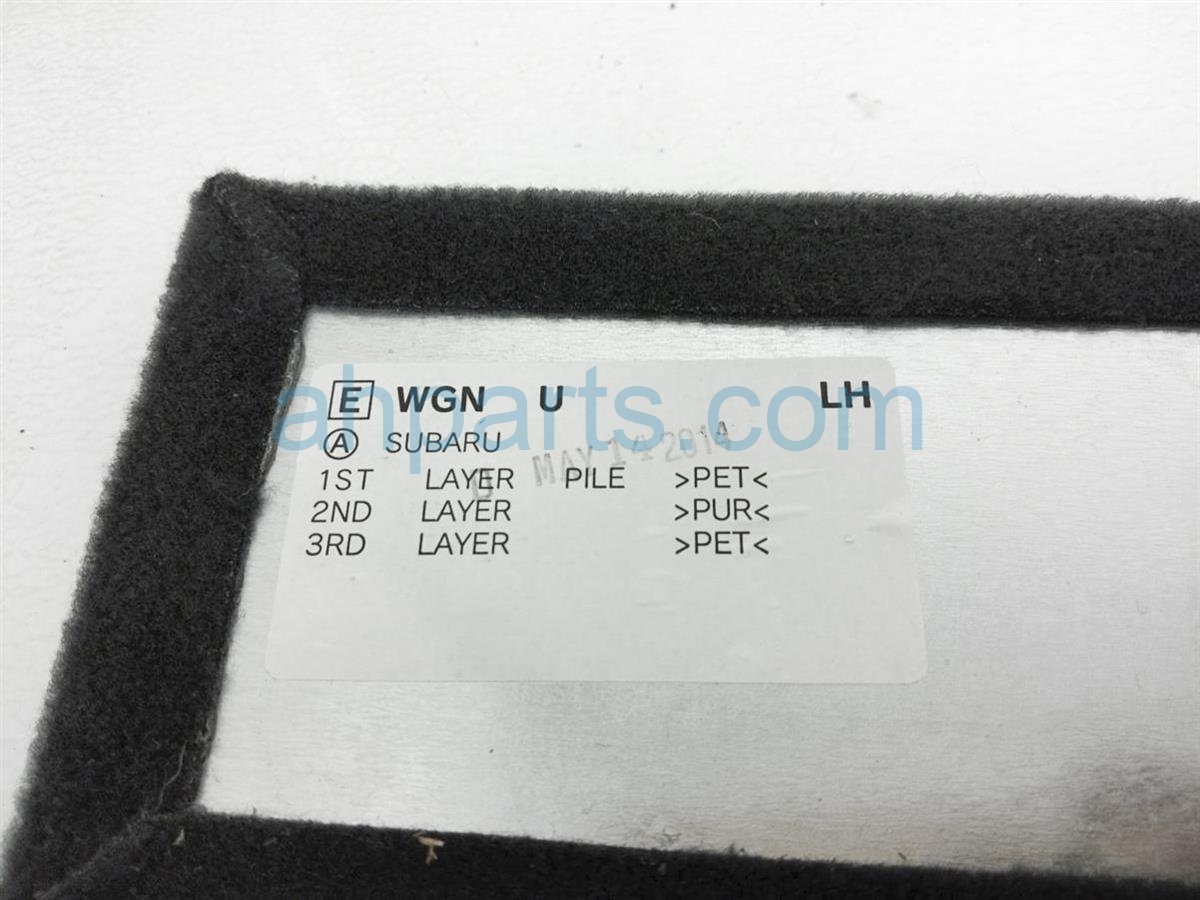 E WGN U LH
A SUBARU
MAY 14 2014
1ST LAYER PILE >PET<
2ND LAYER >PUR<
3RD LAYER >PET<
ahparts.com